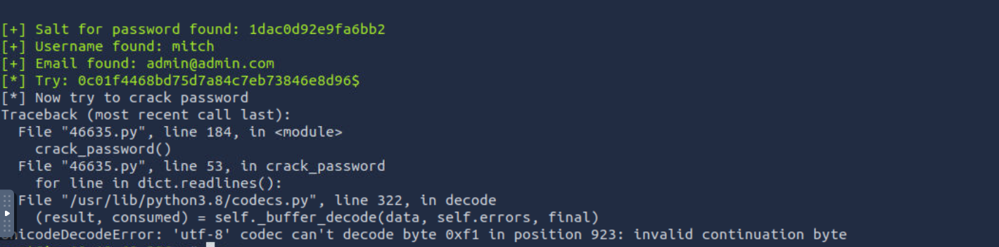 [+] Salt for password found: 1dac0d92e9fa6bb2
[+] Username found: mitch
[+] Email found: admin@admin.com
[*] Try: 0c01f4468bd75d7a84c7eb73846e8d96$
[*] Now try to crack password
Traceback (most recent call last):
  File "46635.py", line 184, in <module>
    crack_password()
  File "46635.py", line 53, in crack_password
    for line in dict.readlines():
  File "/usr/lib/python3.8/codecs.py", line 322, in decode
    (result, consumed) = self._buffer_decode(data, self.errors, final)
nicodeDecodeError: 'utf-8' codec can't decode byte 0xf1 in position 923: invalid continuation byte